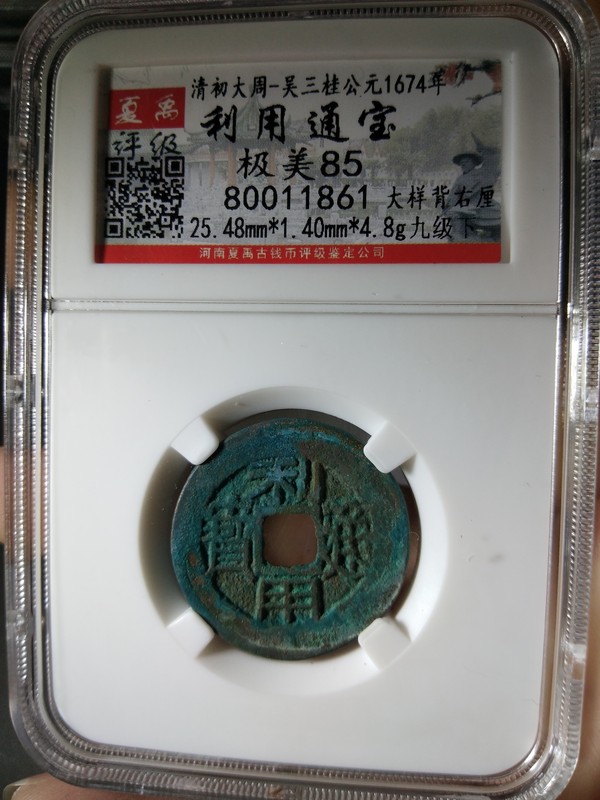 清初大周-吴三桂公元1674年
夏禹
评级
利用通宝
极美85
80011861 大样背右厘
25.48mm*1.40mm*4.8g九级下
河南夏禹古钱币评级鉴定公司
利用通寳